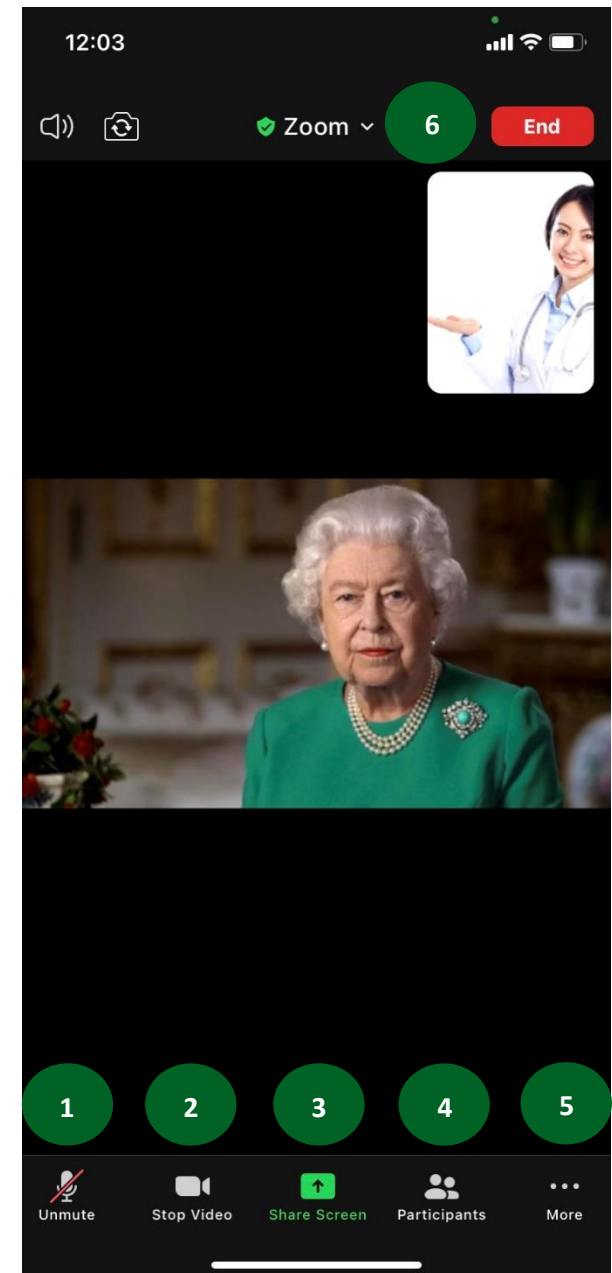 12:03
Zoom
6
End
1
2
3
4
5
Unmute
Stop Video
Share Screen
Participants
More